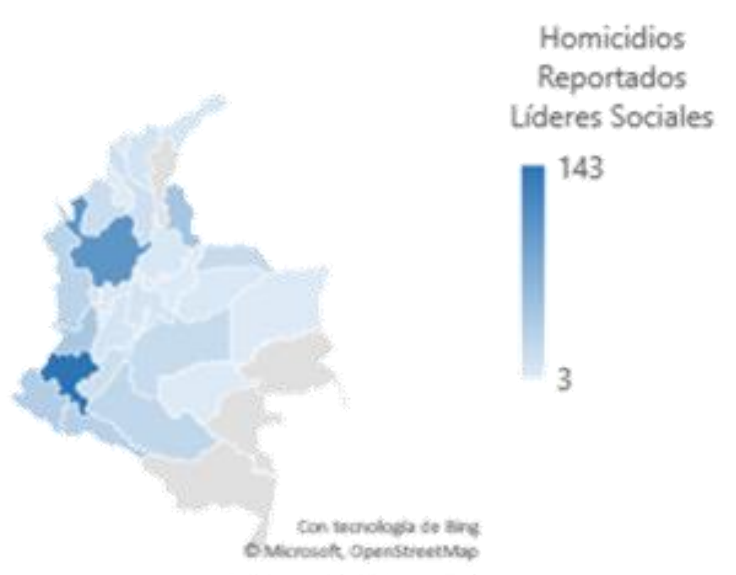 Homicidios
Reportados
Líderes Sociales
143
3
Con tecnología de Bing
© Microsoft, OpenStreetMap